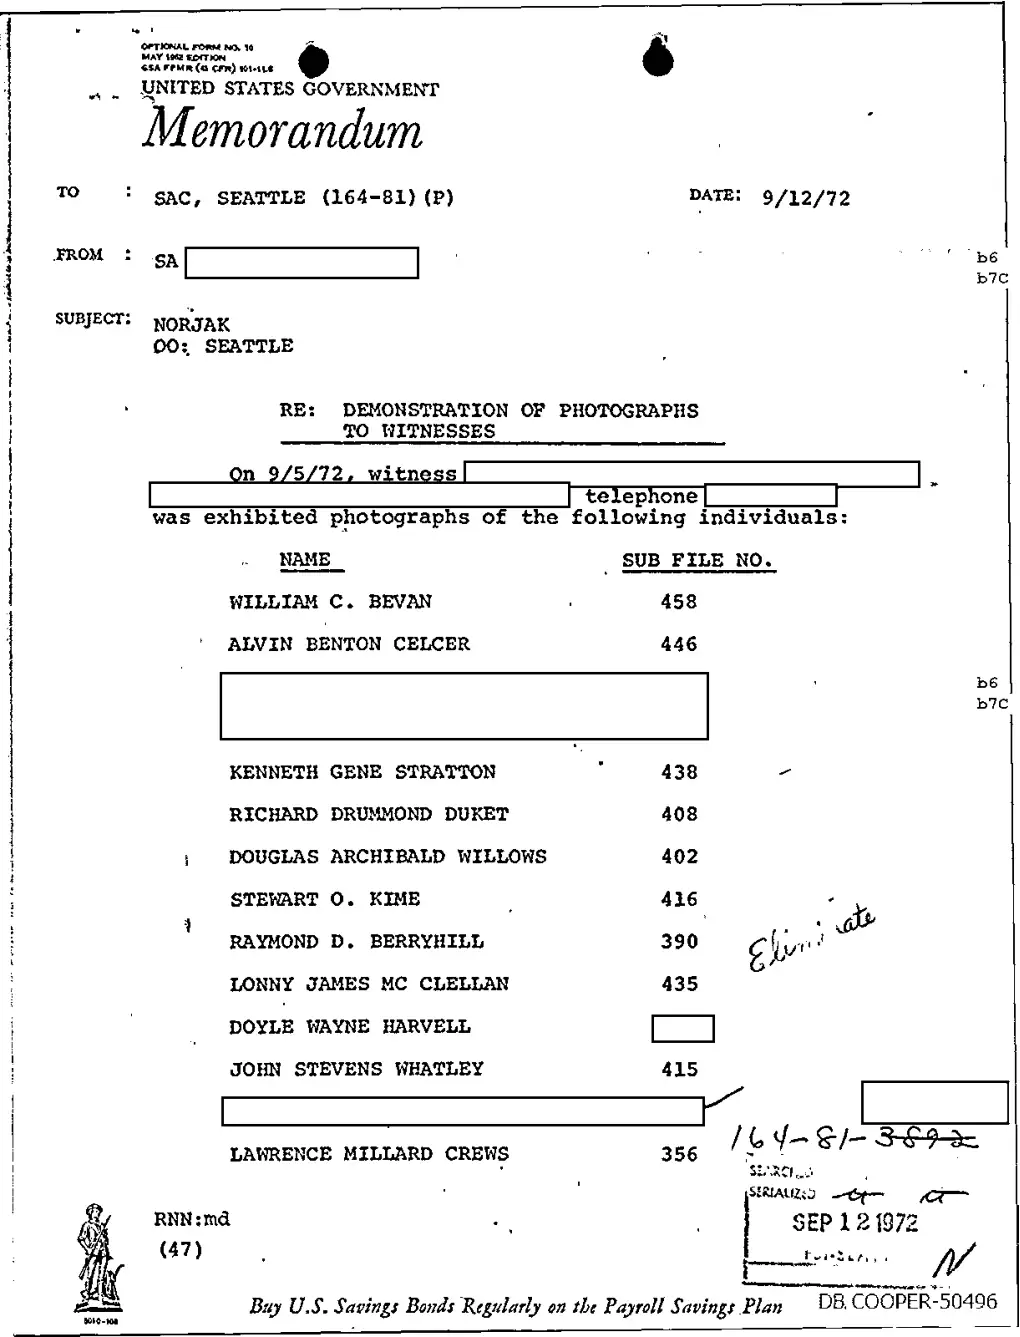 OPTIONAL FORM NO. 10
MAY 1962 EDITION
GSA FPMR (41 CFR) 101-11.6
UNITED STATES GOVERNMENT
Memorandum
TO : SAC, SEATTLE (164-81)(P) DATE: 9/12/72
FROM : SA b6
b7C
SUBJECT: NORJAK
OO: SEATTLE
RE: DEMONSTRATION OF PHOTOGRAPHS
TO WITNESSES
On 9/5/72, witness
telephone
was exhibited photographs of the following individuals:
NAME SUB FILE NO.
WILLIAM C. BEVAN 458
ALVIN BENTON CELCER 446
b6
b7C
KENNETH GENE STRATTON 438
RICHARD DRUMMOND DUKET 408
DOUGLAS ARCHIBALD WILLOWS 402
STEWART O. KIME 416
RAYMOND D. BERRYHILL 390
Eliminate
LONNY JAMES MC CLELLAN 435
DOYLE WAYNE HARVELL
JOHN STEVENS WHATLEY 415
164-81-3892
LAWRENCE MILLARD CREWS 356
SEARCHED
SERIALIZED
RNN:md
SEP 12 1972
(47)
N
Buy U.S. Savings Bonds Regularly on the Payroll Savings Plan
DB. COOPER-50496
5010-108